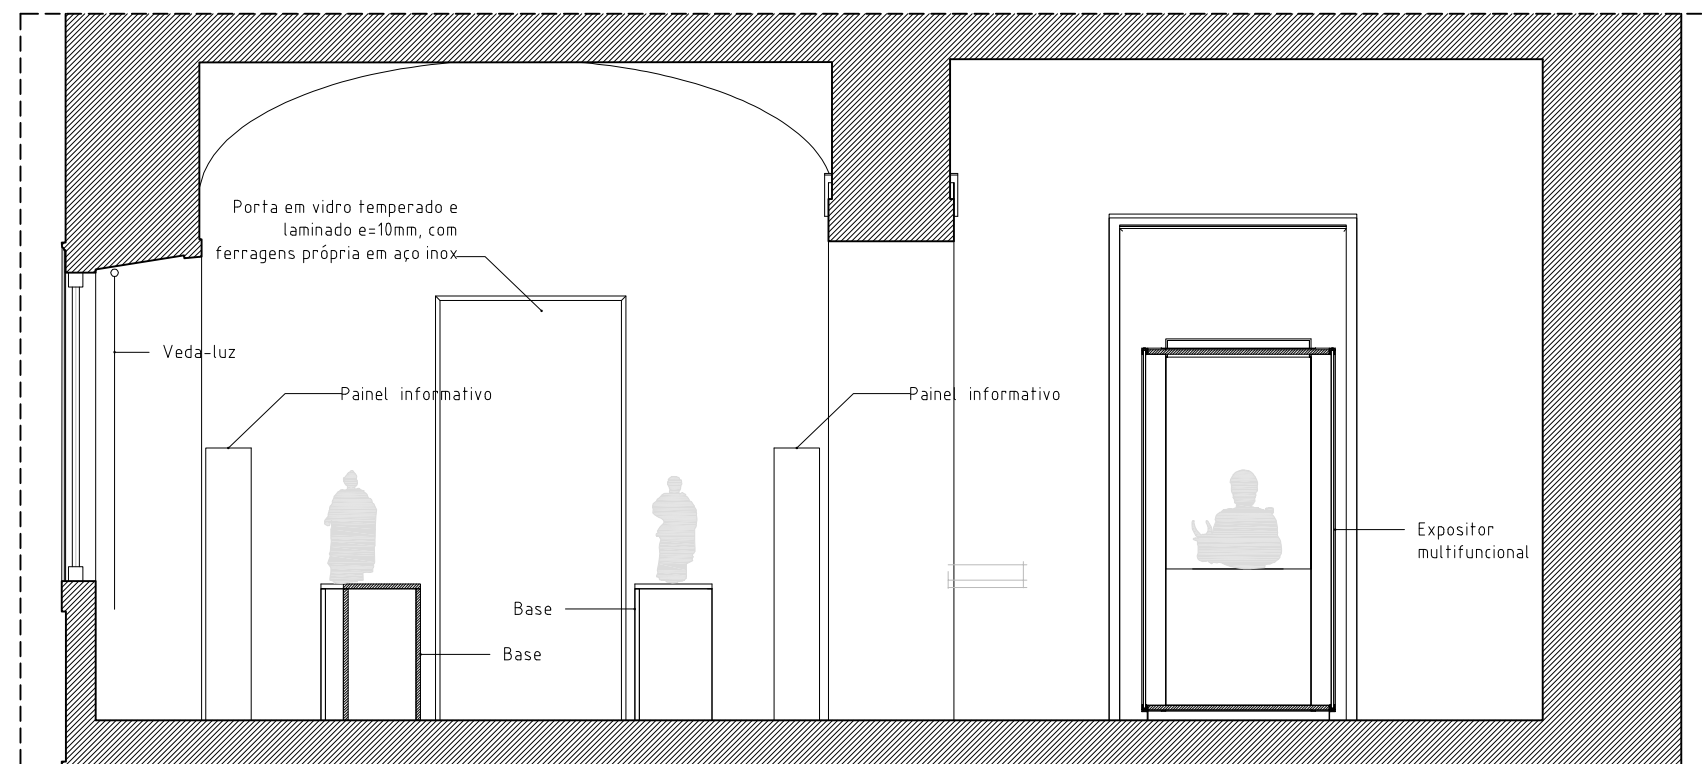 Porta em vidro temperado e
laminado e=10mm, com
ferragens própria em aço inox
Veda-luz
Painel informativo
Painel informativo
Expositor
multifuncional
Base
Base